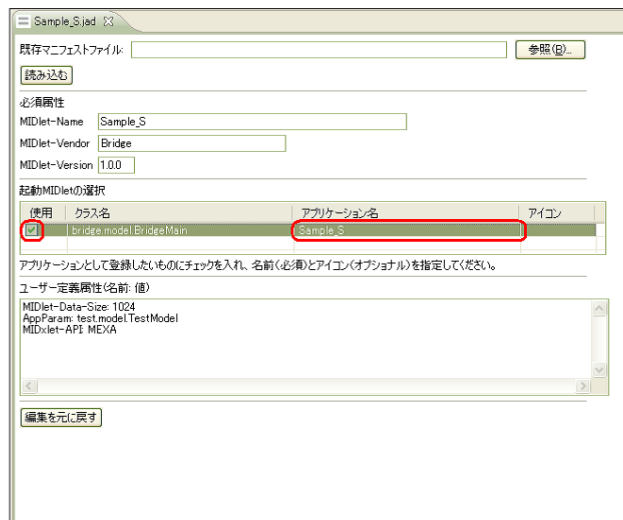 Sample_S.jad
既存マニフェストファイル:
参照(R)...
読み込む
必須属性
MIDlet-Name Sample_S
MIDlet-Vendor Bridge
MIDlet-Version 1.0.0
起動MIDletの選択
使用 クラス名 アプリケーション名 アイコン
bridge.model.BridgeMain Sample_S
アプリケーションとして登録したいものにチェックを入れ、名前(必須)とアイコン(オプショナル)を指定してください。
ユーザー定義属性(名前: 値)
MIDlet-Data-Size: 1024
AppParam: test.model.TestModel
MIDxlet-API: MEXA
編集を元に戻す